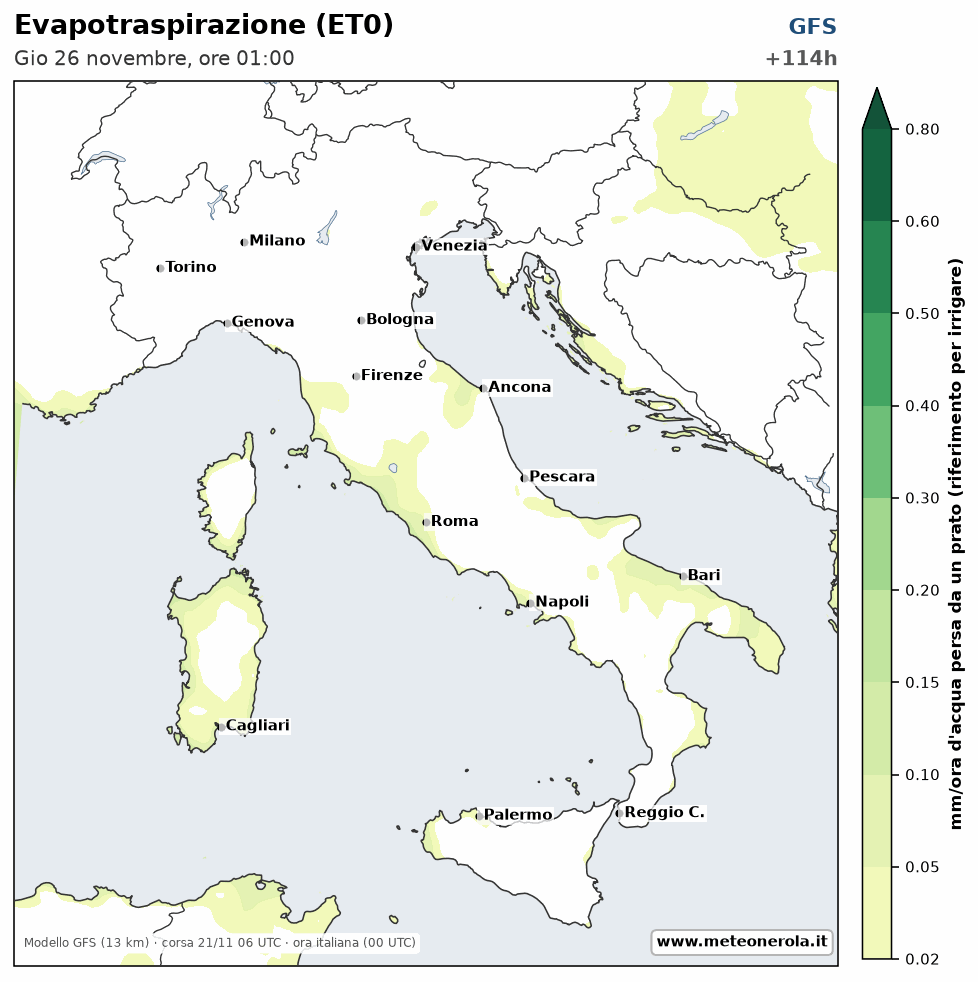 Evapotraspirazione (ET0)
GFS
Gio 26 novembre, ore 01:00
+114h
Milano
Venezia
Torino
Genova
Bologna
Firenze
Ancona
Pescara
Roma
Bari
Napoli
Cagliari
Palermo
Reggio C.
0.80
0.60
0.50
0.40
0.30
0.20
0.15
0.10
0.05
0.02
mm/ora d'acqua persa da un prato (riferimento per irrigare)
Modello GFS (13 km) · corsa 21/11 06 UTC · ora italiana (00 UTC)
www.meteonerola.it